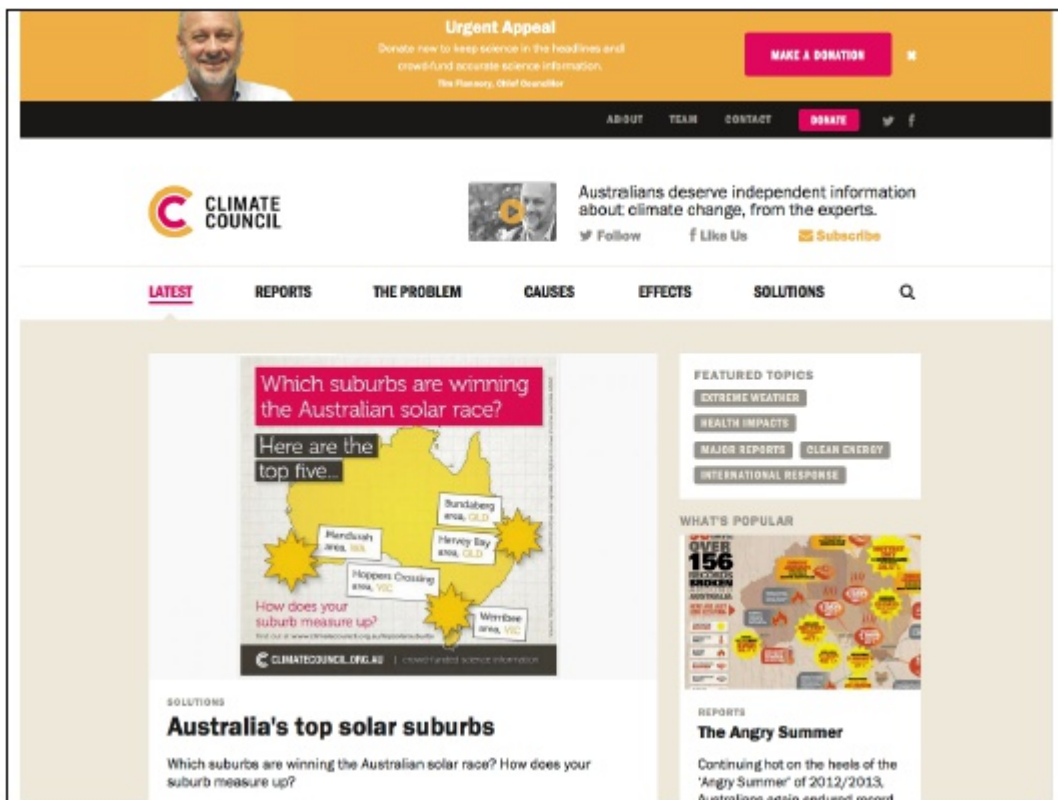 Urgent Appeal
Donate now to keep science in the headlines and
crowd-fund accurate science information.
Tim Flannery, Chief Councillor
MAKE A DONATION
ABOUT TEAM CONTACT DONATE
CLIMATE
COUNCIL
Australians deserve independent information
about climate change, from the experts.
Follow Like Us Subscribe
LATEST REPORTS THE PROBLEM CAUSES EFFECTS SOLUTIONS
Which suburbs are winning
the Australian solar race?
Here are the
top five...
Bundaberg
area, QLD
Mandurah
area, WA
Hervey Bay
area, QLD
Hoppers Crossing
area, VIC
Werribee
area, VIC
How does your
suburb measure up?
CLIMATECOUNCIL.ORG.AU | crowd-funded science information
SOLUTIONS
Australia's top solar suburbs
Which suburbs are winning the Australian solar race? How does your
suburb measure up?
FEATURED TOPICS
EXTREME WEATHER
HEALTH IMPACTS
MAJOR REPORTS CLEAN ENERGY
INTERNATIONAL RESPONSE
WHAT'S POPULAR
OVER
156
RECORDS
BROKEN
AUSTRALIA
REPORTS
The Angry Summer
Continuing hot on the heels of the
'Angry Summer' of 2012/2013,
Australians again endured record